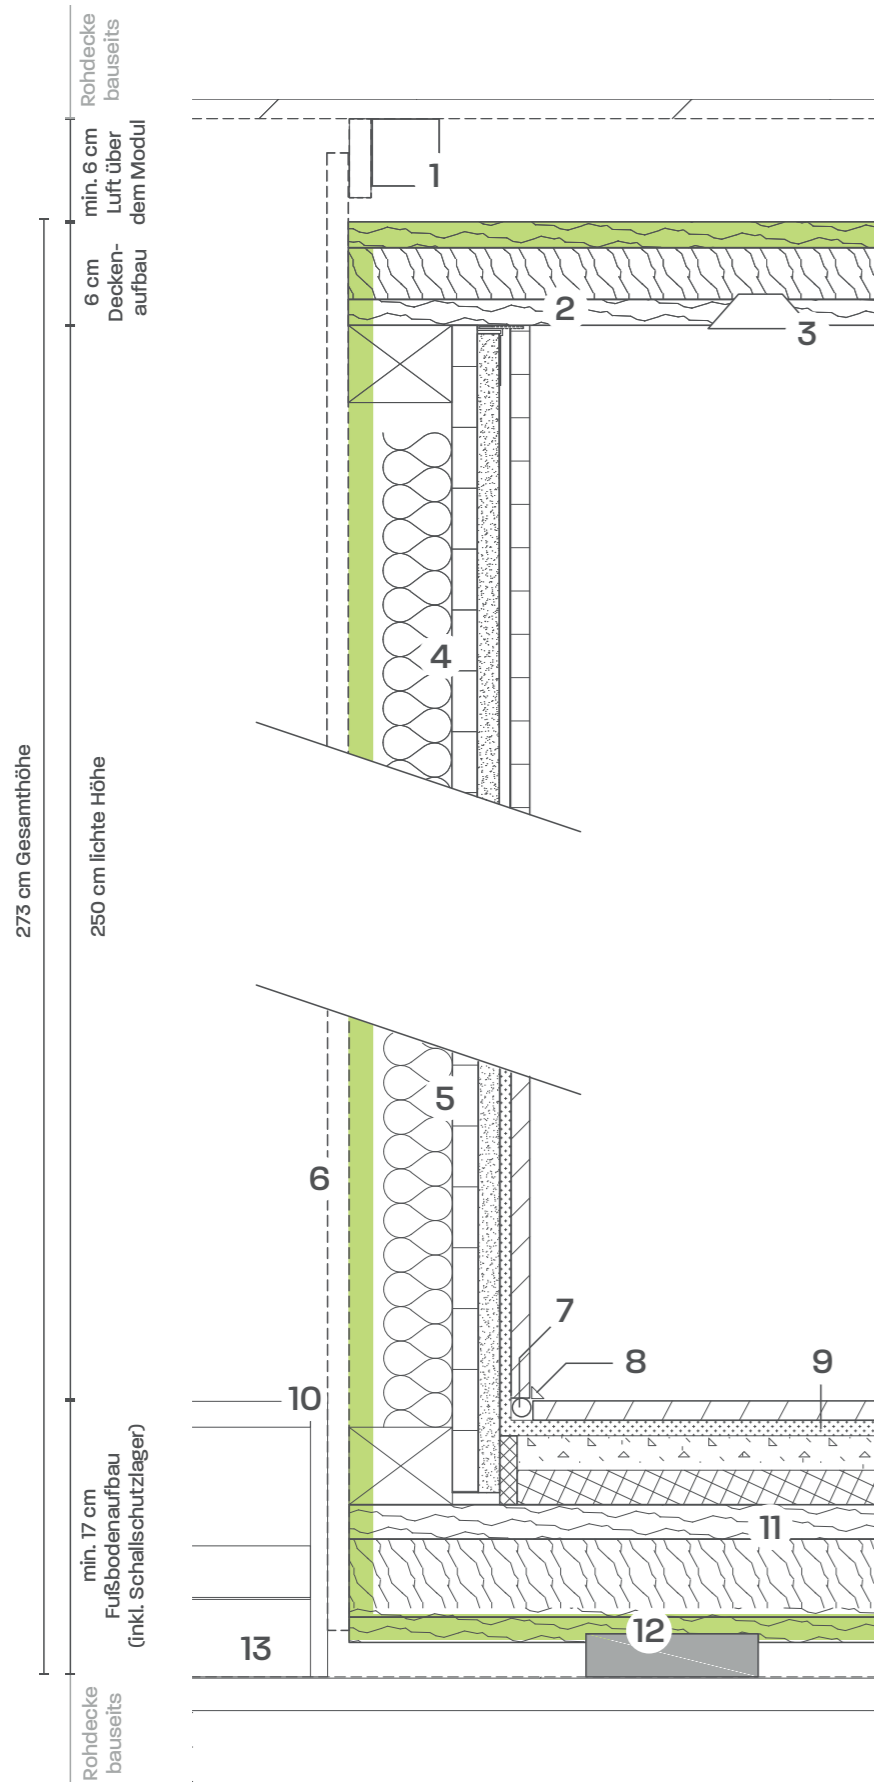 Rohdecke
bauseits
min. 6 cm
Luft über
dem Modul
1
6 cm
Decken-
aufbau
2
3
4
273 cm Gesamthöhe
250 cm lichte Höhe
5
6
7
8
9
10
min. 17 cm
Fußbodenaufbau
(inkl. Schallschutzlager)
11
12
13
Rohdecke
bauseits